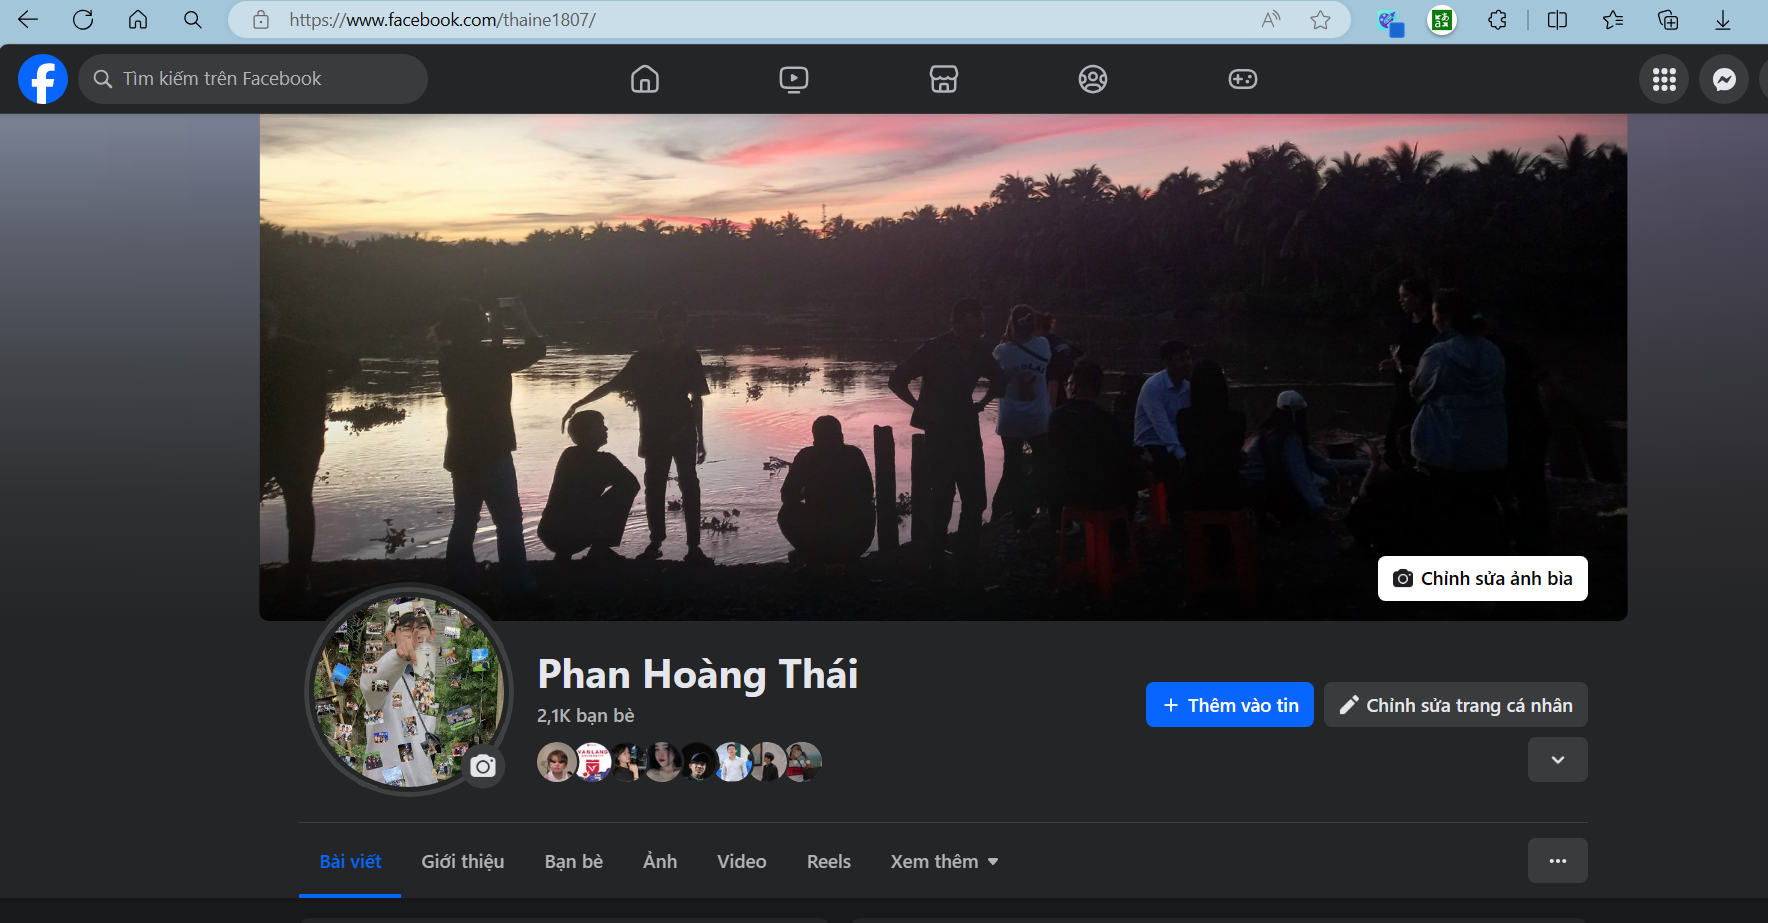 https://www.facebook.com/thaine1807/
Tìm kiếm trên Facebook
Chỉnh sửa ảnh bìa
Phan Hoàng Thái
2,1K bạn bè
Thêm vào tin
Chỉnh sửa trang cá nhân
VAN LANG
Bài viết
Giới thiệu
Bạn bè
Ảnh
Video
Reels
Xem thêm